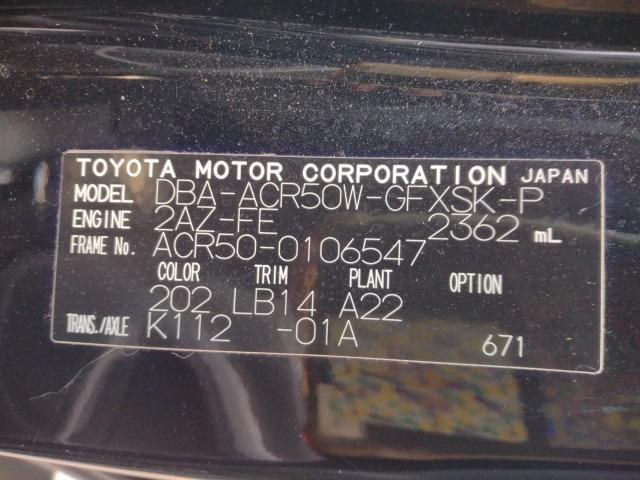 TOYOTA MOTOR CORPORATION JAPAN
MODEL DBA-ACR50W-GFXSK-P
ENGINE 2AZ-FE 2362 mL
FRAME No. ACR50-0106547
COLOR TRIM PLANT OPTION
202 LB14 A22
TRANS./AXLE K112 -01A
671